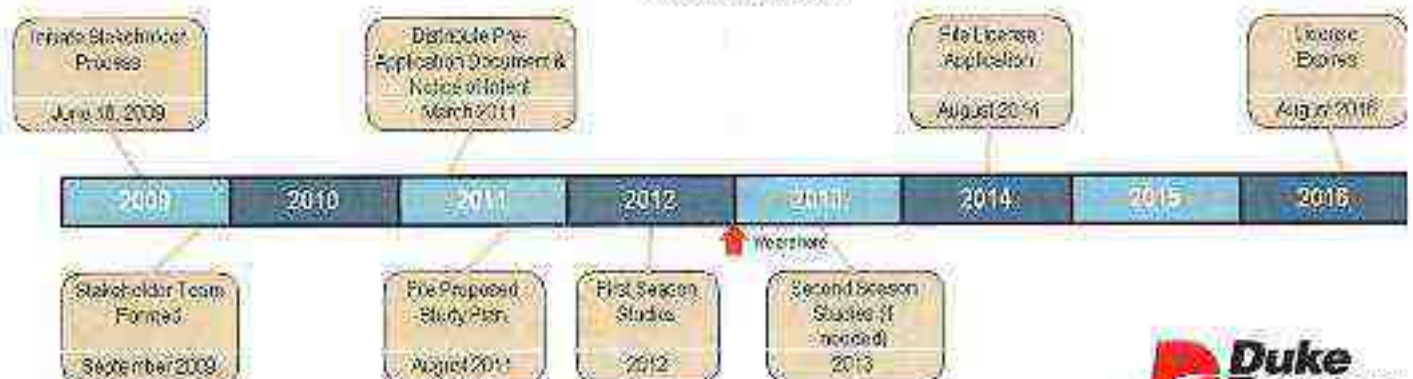 Stakeholder
Process
June 2009
Distribute Pre-
Application Document &
Notice of Intent
March 2011
File License
Application
August 2014
License
Expires
August 2016
2009
2010
2011
2012
2013
2014
2015
2016
We are here
Stakeholder Team
Formed
September 2009
File Proposed
Study Plan
August 2011
First Season
Studies
2012
Second Season
Studies (if
needed)
2013
Duke